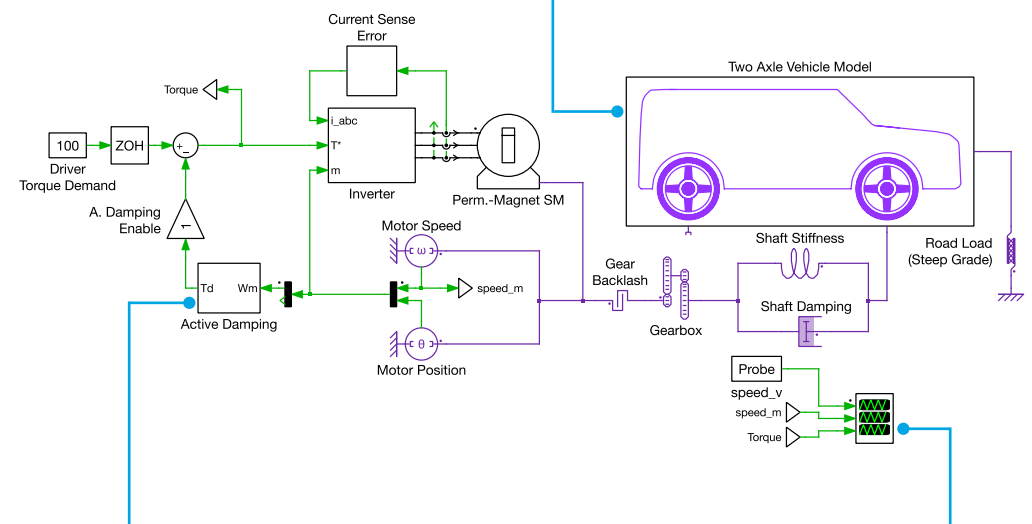 Current Sense
Error
Two Axle Vehicle Model
Torque
i_abc
100
ZOH
+
−
T*
m
Driver
Torque Demand
Inverter
Perm.-Magnet SM
A. Damping
Enable
1
Motor Speed
ω
Shaft Stiffness
Road Load
(Steep Grade)
Gear
Backlash
Td
Wm
speed_m
Shaft Damping
Active Damping
Gearbox
θ
Motor Position
Probe
speed_v
speed_m
Torque